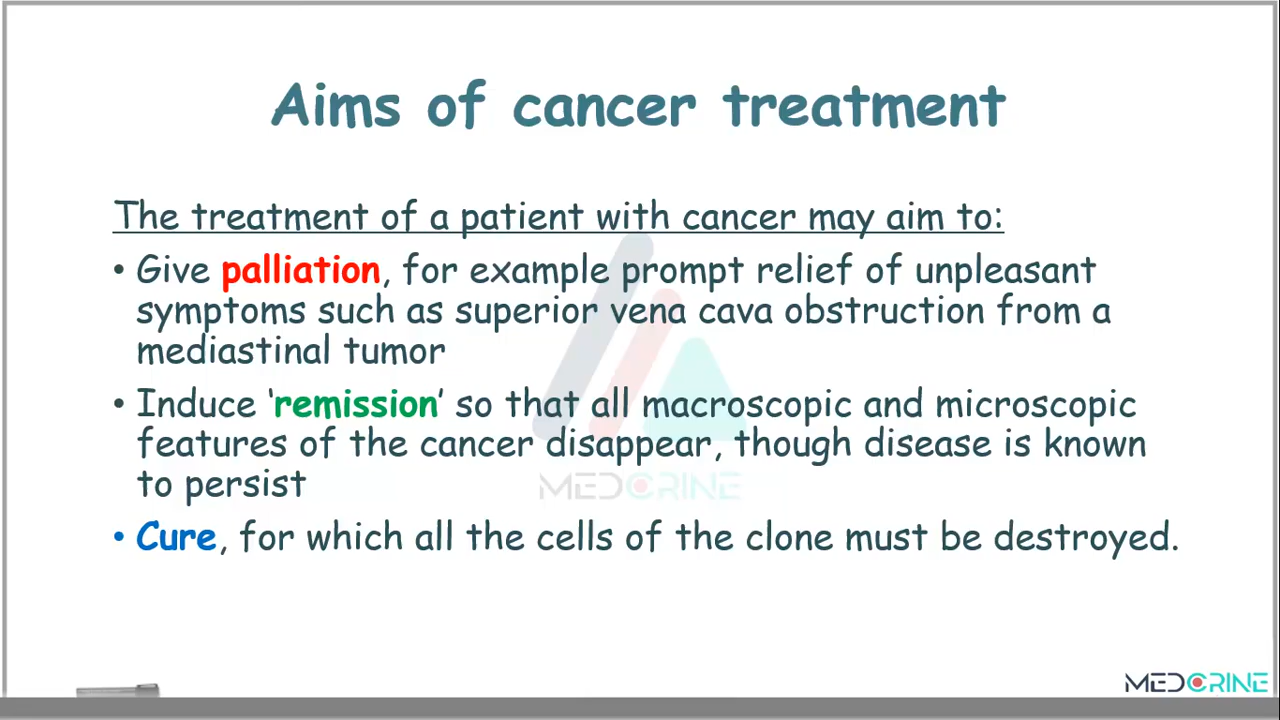 Aims of cancer treatment
The treatment of a patient with cancer may aim to:
• Give palliation, for example prompt relief of unpleasant
symptoms such as superior vena cava obstruction from a
mediastinal tumor
• Induce ‘remission’ so that all macroscopic and microscopic
features of the cancer disappear, though disease is known
to persist
MEDCRINE
• Cure, for which all the cells of the clone must be destroyed.
MEDCRINE